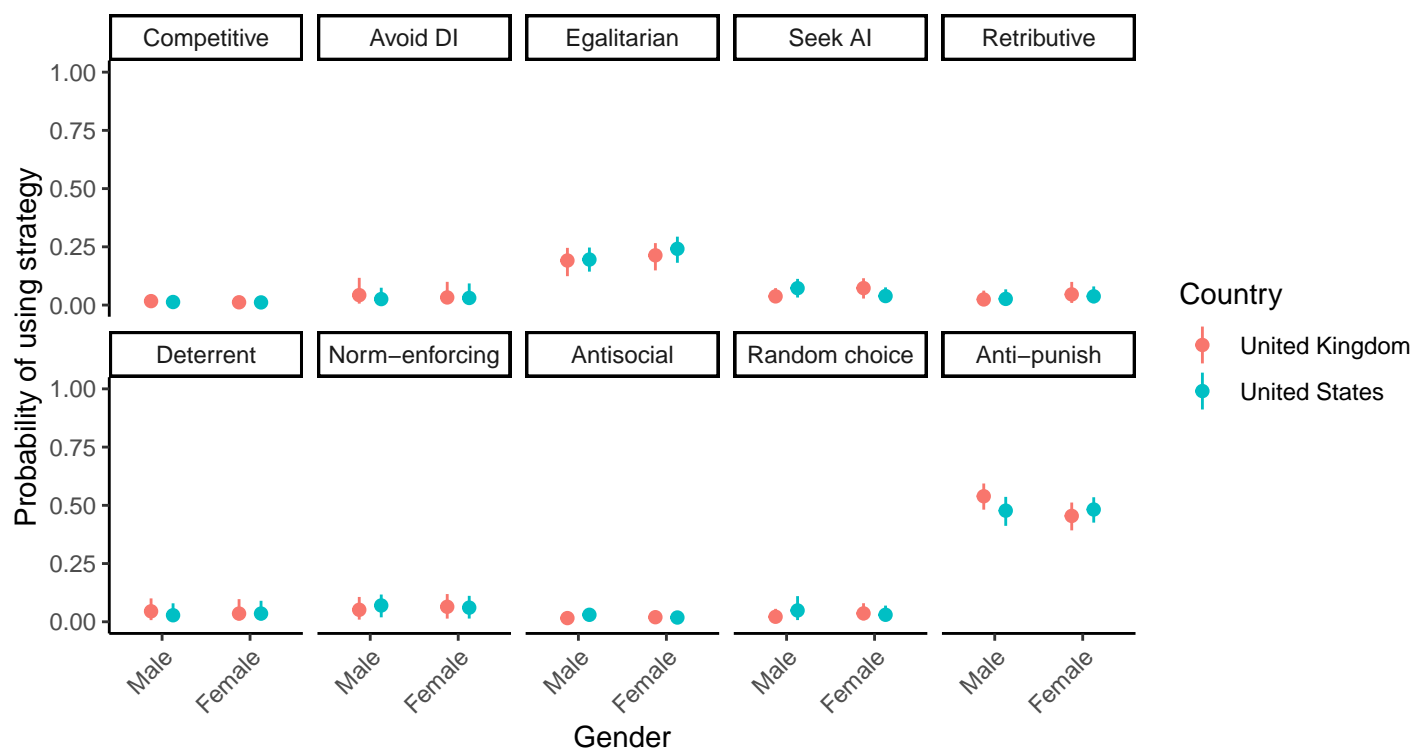 Competitive
Avoid DI
Egalitarian
Seek AI
Retributive
1.00
0.75
0.50
0.25
0.00
Deterrent
Norm−enforcing
Antisocial
Random choice
Anti−punish
1.00
0.75
0.50
0.25
0.00
Male
Female
Male
Female
Male
Female
Male
Female
Male
Female
Gender
Probability of using strategy
Country
United Kingdom
United States